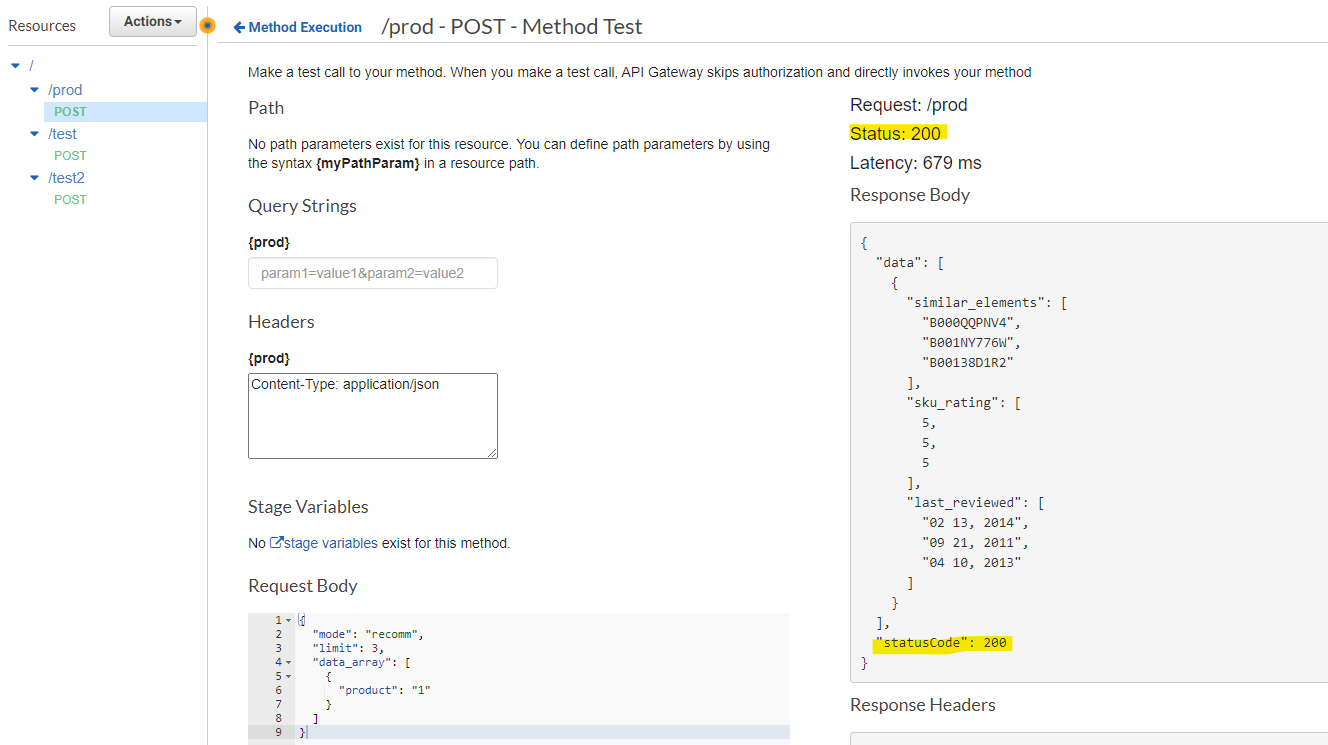 Resources
Actions
/
/prod
POST
/test
POST
/test2
POST
Method Execution
/prod - POST - Method Test
Make a test call to your method. When you make a test call, API Gateway skips authorization and directly invokes your method
Path
No path parameters exist for this resource. You can define path parameters by using
the syntax {myPathParam} in a resource path.
Query Strings
{prod}
param1=value1&param2=value2
Headers
{prod}
Content-Type: application/json
Stage Variables
No stage variables exist for this method.
Request Body
1 {
2 "mode": "recomm",
3 "limit": 3,
4 "data_array": [
5 {
6 "product": "1"
7 }
8 ]
9 }
Request: /prod
Status: 200
Latency: 679 ms
Response Body
{
"data": [
{
"similar_elements": [
"B000QQPNV4",
"B001NY776W",
"B00138D1R2"
],
"sku_rating": [
5,
5,
5
],
"last_reviewed": [
"02 13, 2014",
"09 21, 2011",
"04 10, 2013"
]
}
],
"statusCode": 200
}
Response Headers